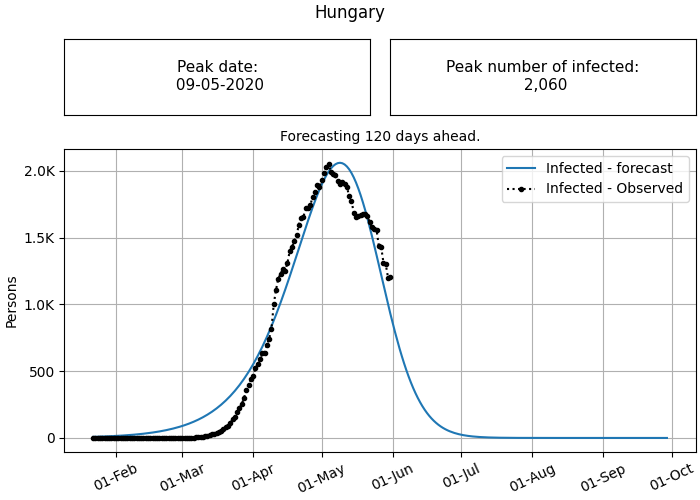 Hungary
Peak date:
09-05-2020
Peak number of infected:
2,060
Forecasting 120 days ahead.
Infected - forecast
Infected - Observed
2.0K
1.5K
1.0K
500
0
Persons
01-Feb
01-Mar
01-Apr
01-May
01-Jun
01-Jul
01-Aug
01-Sep
01-Oct